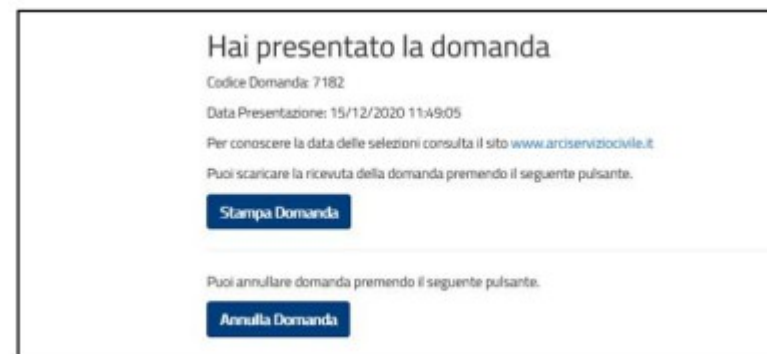 Hai presentato la domanda
Codice Domanda: 7182
Data Presentazione: 15/12/2020 11:49:05
Per conoscere la data delle selezioni consulta il sito www.arciserviziocivile.it
Puoi scaricare la ricevuta della domanda premendo il seguente pulsante.
Stampa Domanda
Puoi annullare domanda premendo il seguente pulsante.
Annulla Domanda